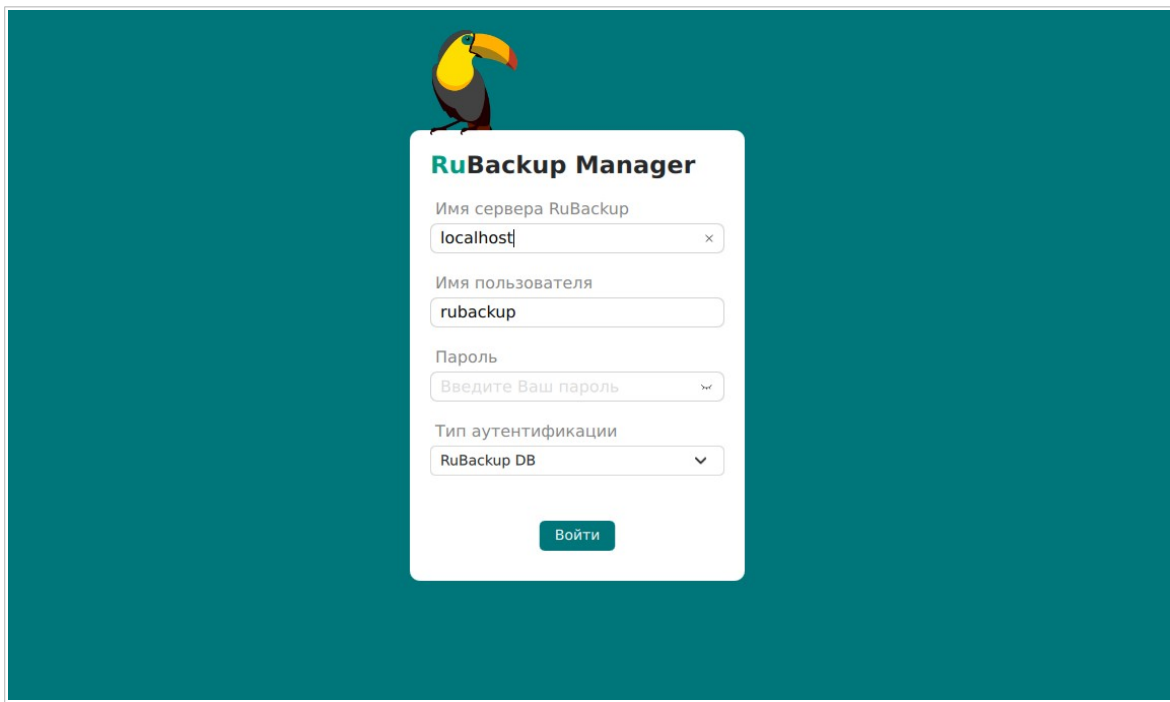 RuBackup Manager
Имя сервера RuBackup
localhost
Имя пользователя
rubackup
Пароль
Введите Ваш пароль
Тип аутентификации
RuBackup DB
Войти